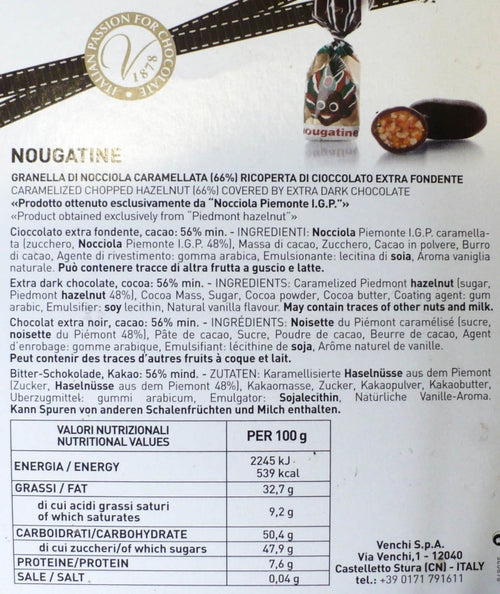 ITALIAN PASSION FOR CHOCOLATE
V
1878
nougatine
NOUGATINE
GRANELLA DI NOCCIOLA CARAMELLATA (66%) RICOPERTA DI CIOCCOLATO EXTRA FONDENTE
CARAMELIZED CHOPPED HAZELNUT (66%) COVERED BY EXTRA DARK CHOCOLATE
«Prodotto ottenuto esclusivamente da "Nocciola Piemonte I.G.P."»
«Product obtained exclusively from "Piedmont hazelnut"»
Cioccolato extra fondente, cacao: 56% min. - INGREDIENTI: Nocciola Piemonte I.G.P. caramella-
ta (zucchero, Nocciola Piemonte I.G.P. 48%), Massa di cacao, Zucchero, Cacao in polvere, Burro
di cacao, Agente di rivestimento: gomma arabica, Emulsionante: lecitina di soia, Aroma vaniglia
naturale. Può contenere tracce di altra frutta a guscio e latte.
Extra dark chocolate, cocoa: 56% min. - INGREDIENTS: Caramelized Piedmont hazelnut (sugar,
Piedmont hazelnut 48%), Cocoa Mass, Sugar, Cocoa powder, Cocoa butter, Coating agent: gum
arabic, Emulsifier: soy lecithin, Natural vanilla flavour. May contain traces of other nuts and milk.
Chocolat extra noir, cacao: 56% min. - INGRÉDIENTS: Noisette du Piémont caramélisé (sucre,
noisette du Piémont 48%), Pâte de cacao, Sucre, Poudre de cacao, Beurre de cacao, Agent
d'enrobage: gomme arabique, Émulsifiant: lécithine de soja, Arôme naturel de vanille.
Peut contenir des traces d'autres fruits à coque et lait.
Bitter-Schokolade, Kakao: 56% mind. - ZUTATEN: Karamellisierte Haselnüsse aus dem Piemont
(Zucker, Haselnüsse aus dem Piemont 48%), Kakaomasse, Zucker, Kakaopulver, Kakaobutter,
Uberzugmittel: gummi arabicum, Emulgator: Sojalecithin, Natürliche Vanille-Aroma.
Kann Spuren von anderen Schalenfrüchten und Milch enthalten.
VALORI NUTRIZIONALI
NUTRITIONAL VALUES
PER 100 g
ENERGIA / ENERGY
2245 kJ
539 kcal
GRASSI / FAT
32,7 g
di cui acidi grassi saturi
of which saturates
9,2 g
CARBOIDRATI/CARBOHYDRATE
50,4 g
di cui zuccheri/of which sugars
47,9 g
PROTEINE/PROTEIN
7,6 g
SALE / SALT
0,04 g
Venchi S.p.A.
Via Venchi,1 - 12040
Castelletto Stura (CN) - ITALY
tel.: +39 0171 791611